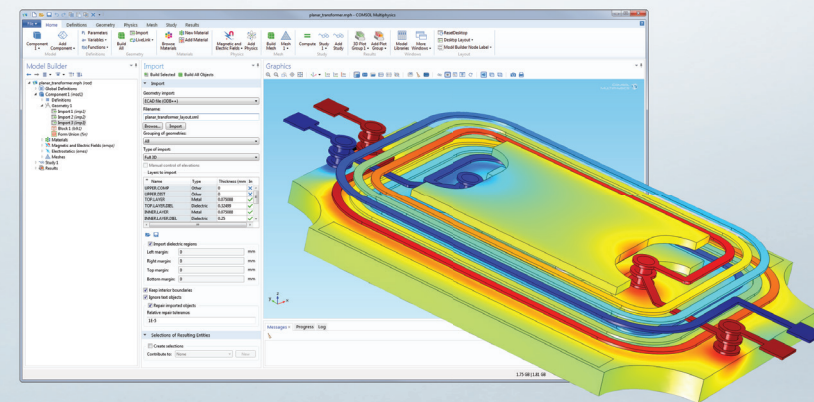 planar_transformer.mph - COMSOL Multiphysics
File Home Definitions Geometry Physics Mesh Study Results
Component 1
Add Component
Definitions
Parameters
Variables
Functions
Geometry
Build All
Import
LiveLink
Materials
Browse Materials
New Material
Add Material
Physics
Magnetic and Electric Fields
Add Physics
Mesh
Build Mesh
Mesh 1
Study
Compute
Study 1
Add Study
Results
3D Plot Group 1
Add Plot Group
Windows
Model Libraries
More Windows
Layout
Reset Desktop
Desktop Layout
Model Builder Node Label
Model Builder
planar_transformer.mph (root)
Global Definitions
Component 1 (mod1)
Definitions
Geometry 1
Import 1 (imp1)
Import 2 (imp2)
Import 3 (imp3)
Block 1 (blk1)
Form Union (fin)
Materials
Magnetic and Electric Fields
Electrostatics
Meshes
Study 1
Results
Import
Build Selected Build All Objects
Import
Geometry import:
ECAD file (ODB++)
Filename:
planar_transformer_layout.xml
Browse... Import
Grouping of geometries:
All
Type of import:
Full 3D
Manual control of elevations
Layers to import
Name Type Thickness (mm) In
UPPER.COMP Other 0
UPPER.DIST Other 0
TOP.LAYER Metal 0.075088
TOP.LAYER.DIEL Dielectric
INNER.LAYER Metal 0.075088
INNER.LAYER.DIEL Dielectric 0.25
Import dielectric regions
Left margin: 0 mm
Right margin: 0 mm
Top margin: 0 mm
Bottom margin: 0 mm
Keep interior boundaries
Ignore text objects
Repair imported objects
Relative repair tolerance:
1E-5
Selections of Resulting Entities
Create selections
Contribute to: None New
Graphics
z
y
x
Messages Progress Log
1.75 GB | 1.81 GB